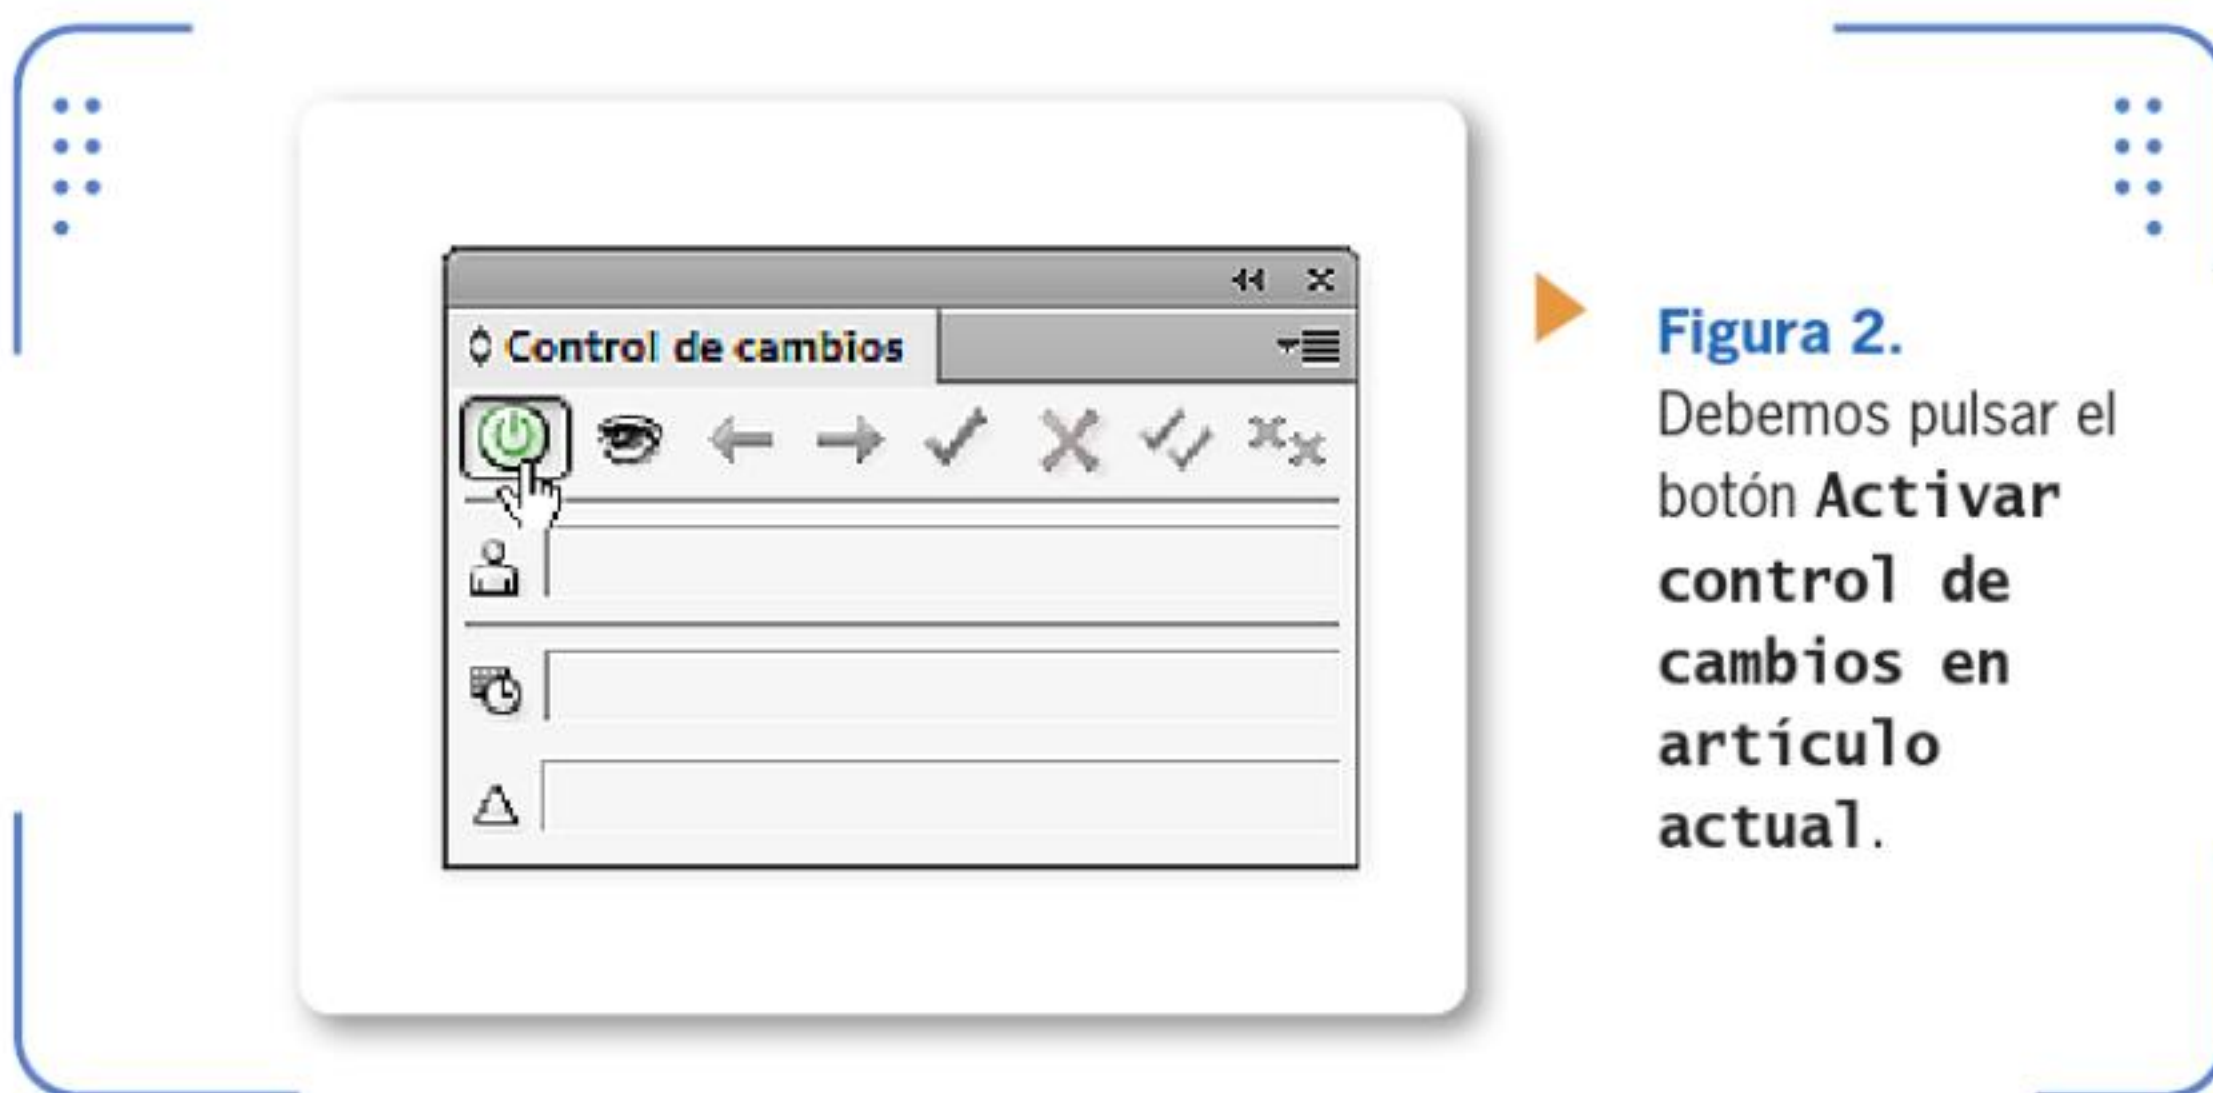 Control de cambios
Figura 2.
Debemos pulsar el
botón Activar
control de
cambios en
artículo
actual.